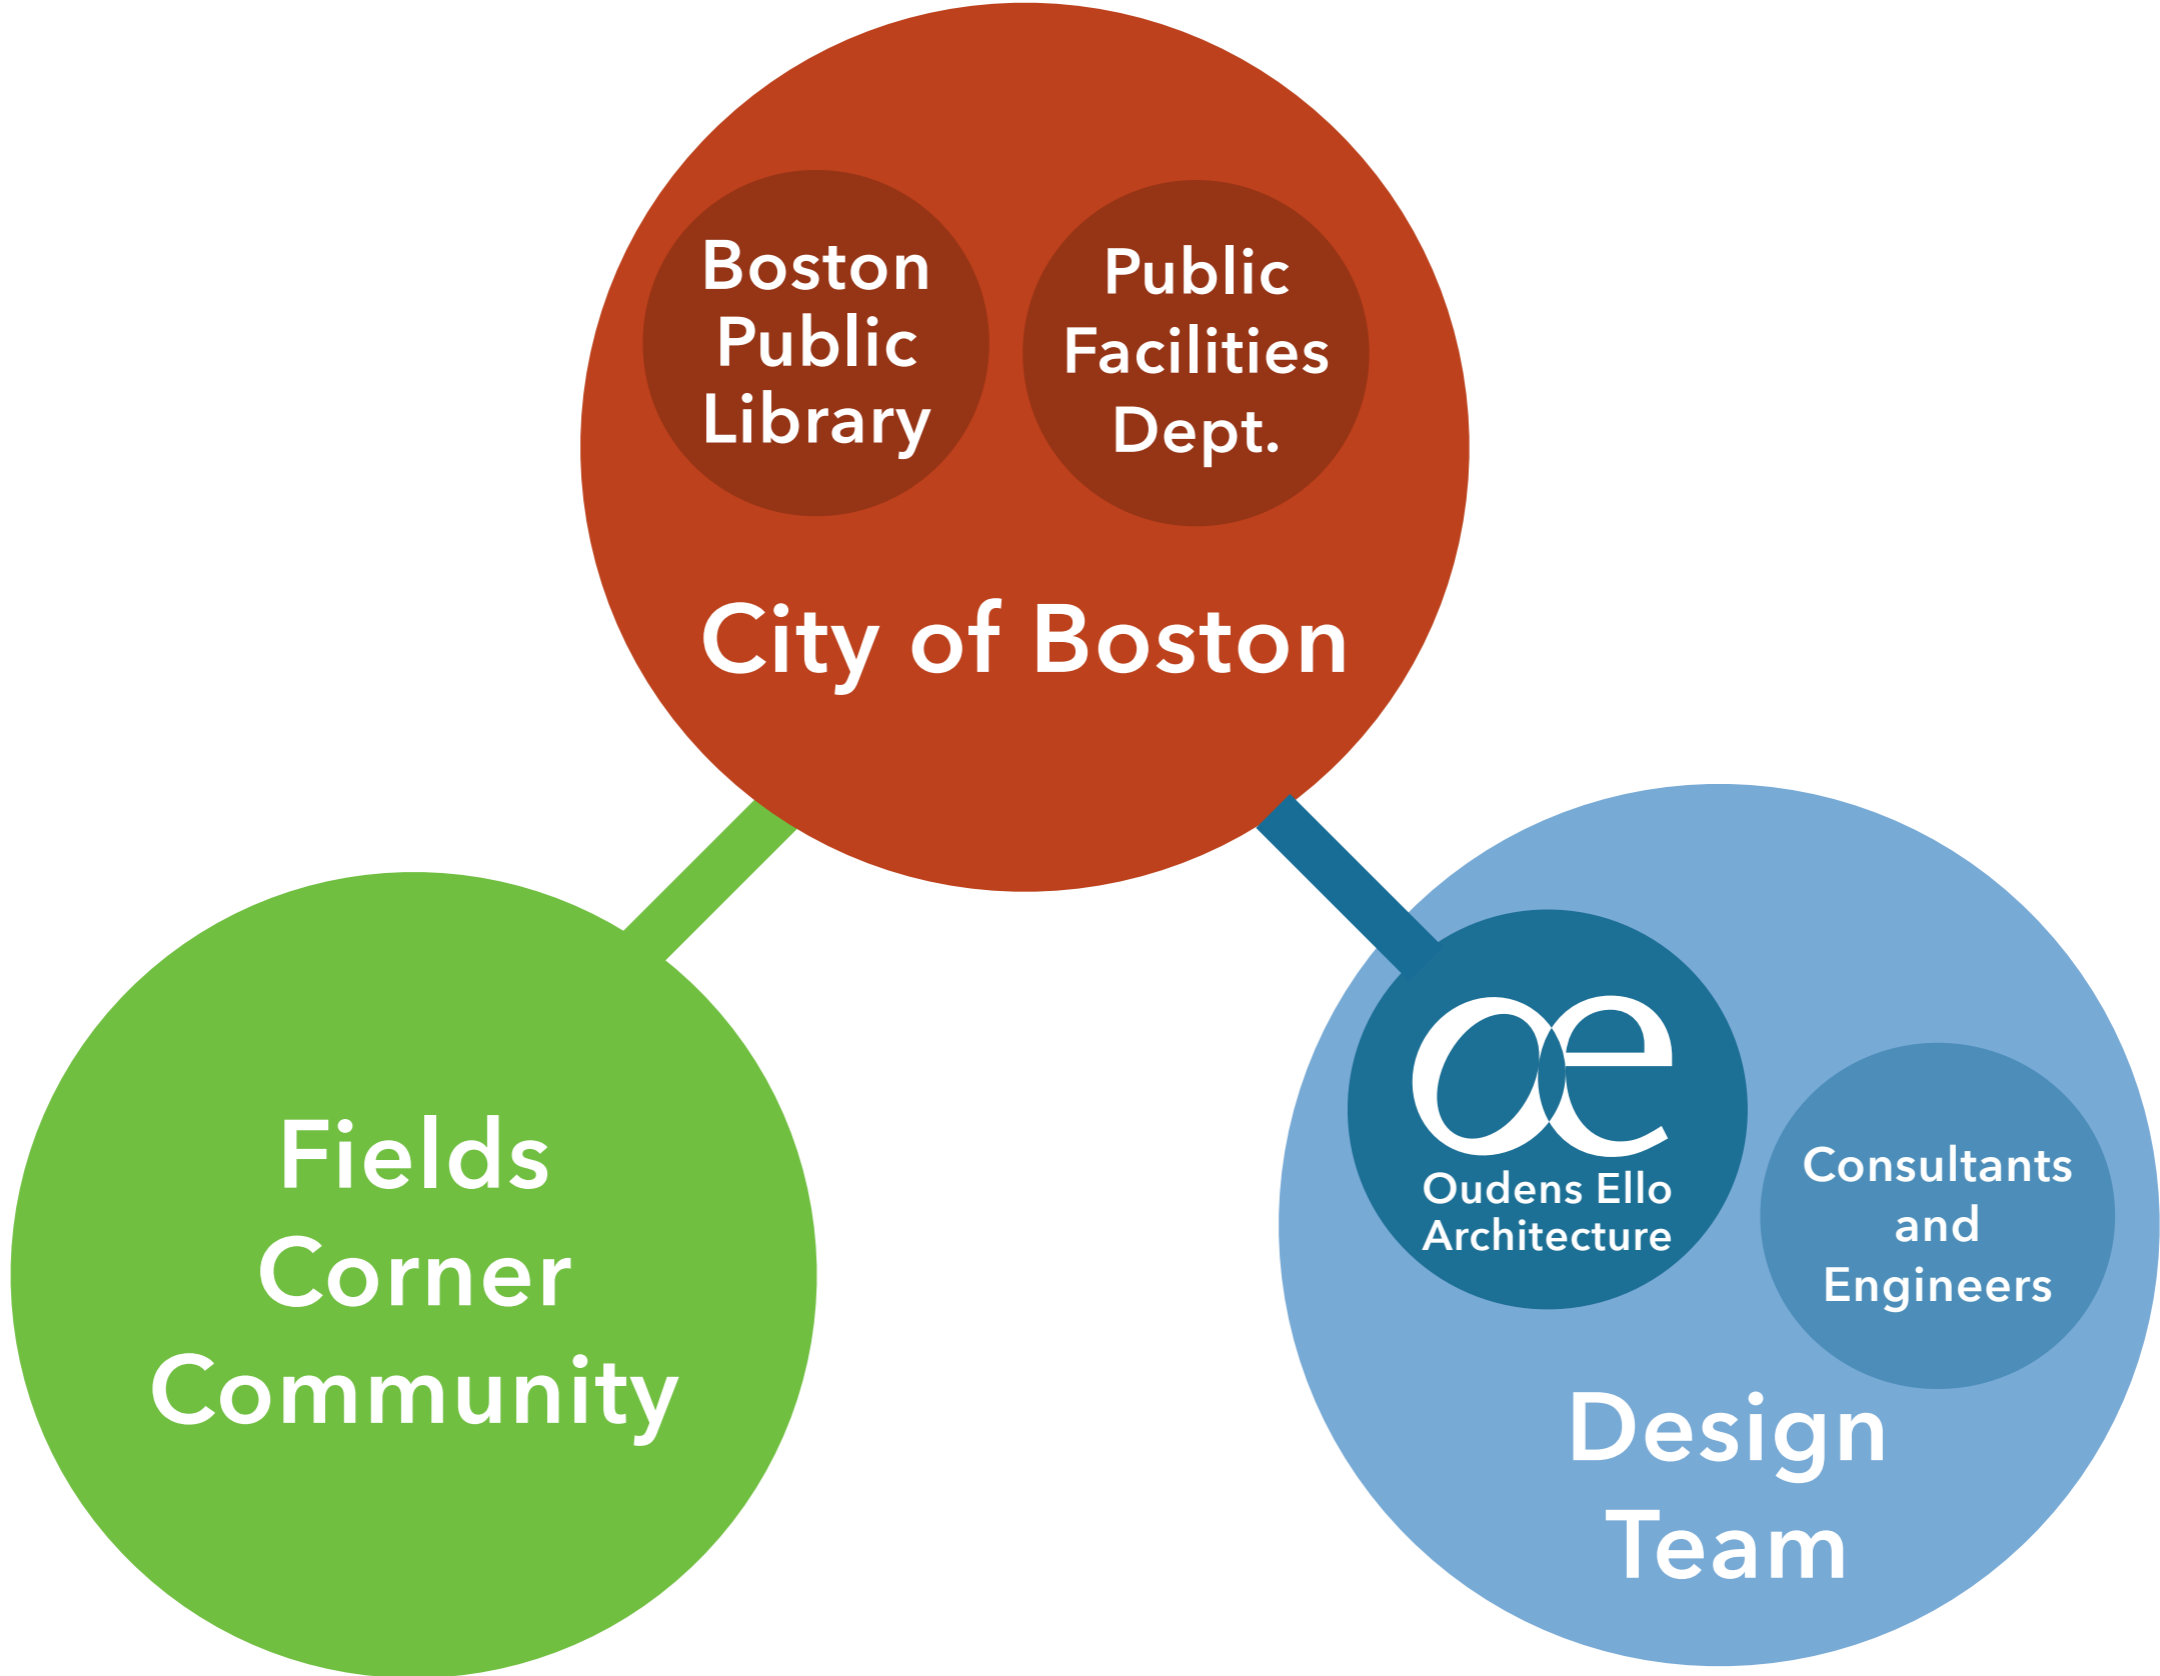 Boston
Public
Library
Public
Facilities
Dept.
City of Boston
Fields
Corner
Community
œ
Oudens Ello
Architecture
Consultants
and
Engineers
Design
Team